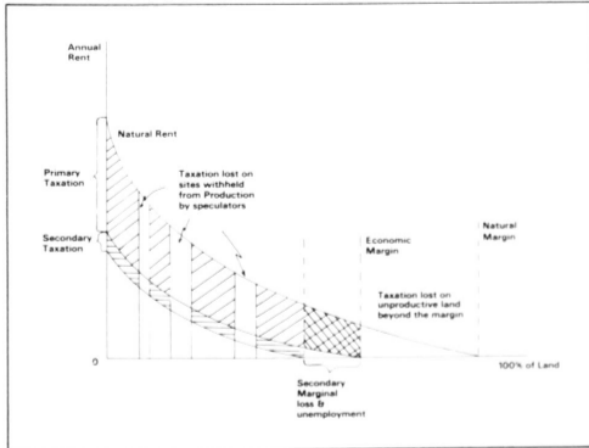 Annual
Rent
Natural Rent
Primary
Taxation
Taxation lost on
sites withheld
from Production
by speculators
Secondary
Taxation
Natural
Margin
Economic
Margin
Taxation lost on
unproductive land
beyond the margin
0
100% of Land
Secondary
Marginal
loss &
unemployment